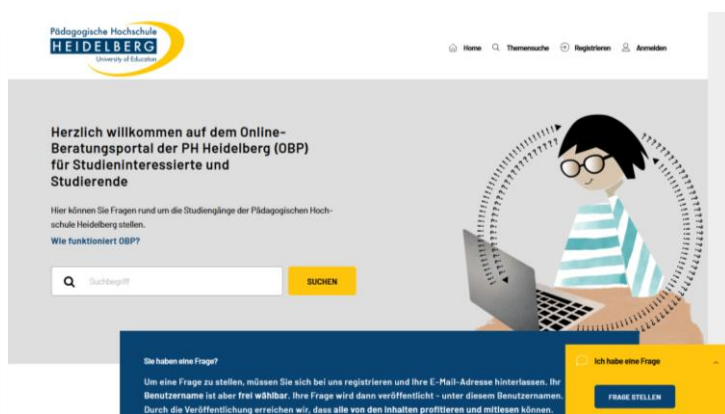 Pädagogische Hochschule
HEIDELBERG
University of Education
Home Themensuche Registrieren Anmelden
Herzlich willkommen auf dem Online-
Beratungsportal der PH Heidelberg (OBP)
für Studieninteressierte und
Studierende
Hier können Sie Fragen rund um die Studiengänge der Pädagogischen Hoch-
schule Heidelberg stellen.
Wie funktioniert OBP?
Suchbegriff SUCHEN
Sie haben eine Frage?
Um eine Frage zu stellen, müssen Sie sich bei uns registrieren und Ihre E-Mail-Adresse hinterlassen. Ihr
Benutzername ist aber frei wählbar. Ihre Frage wird dann veröffentlicht - unter diesem Benutzernamen.
Durch die Veröffentlichung erreichen wir, dass alle von den Inhalten profitieren und mitlesen können.
Ich habe eine Frage
FRAGE STELLEN